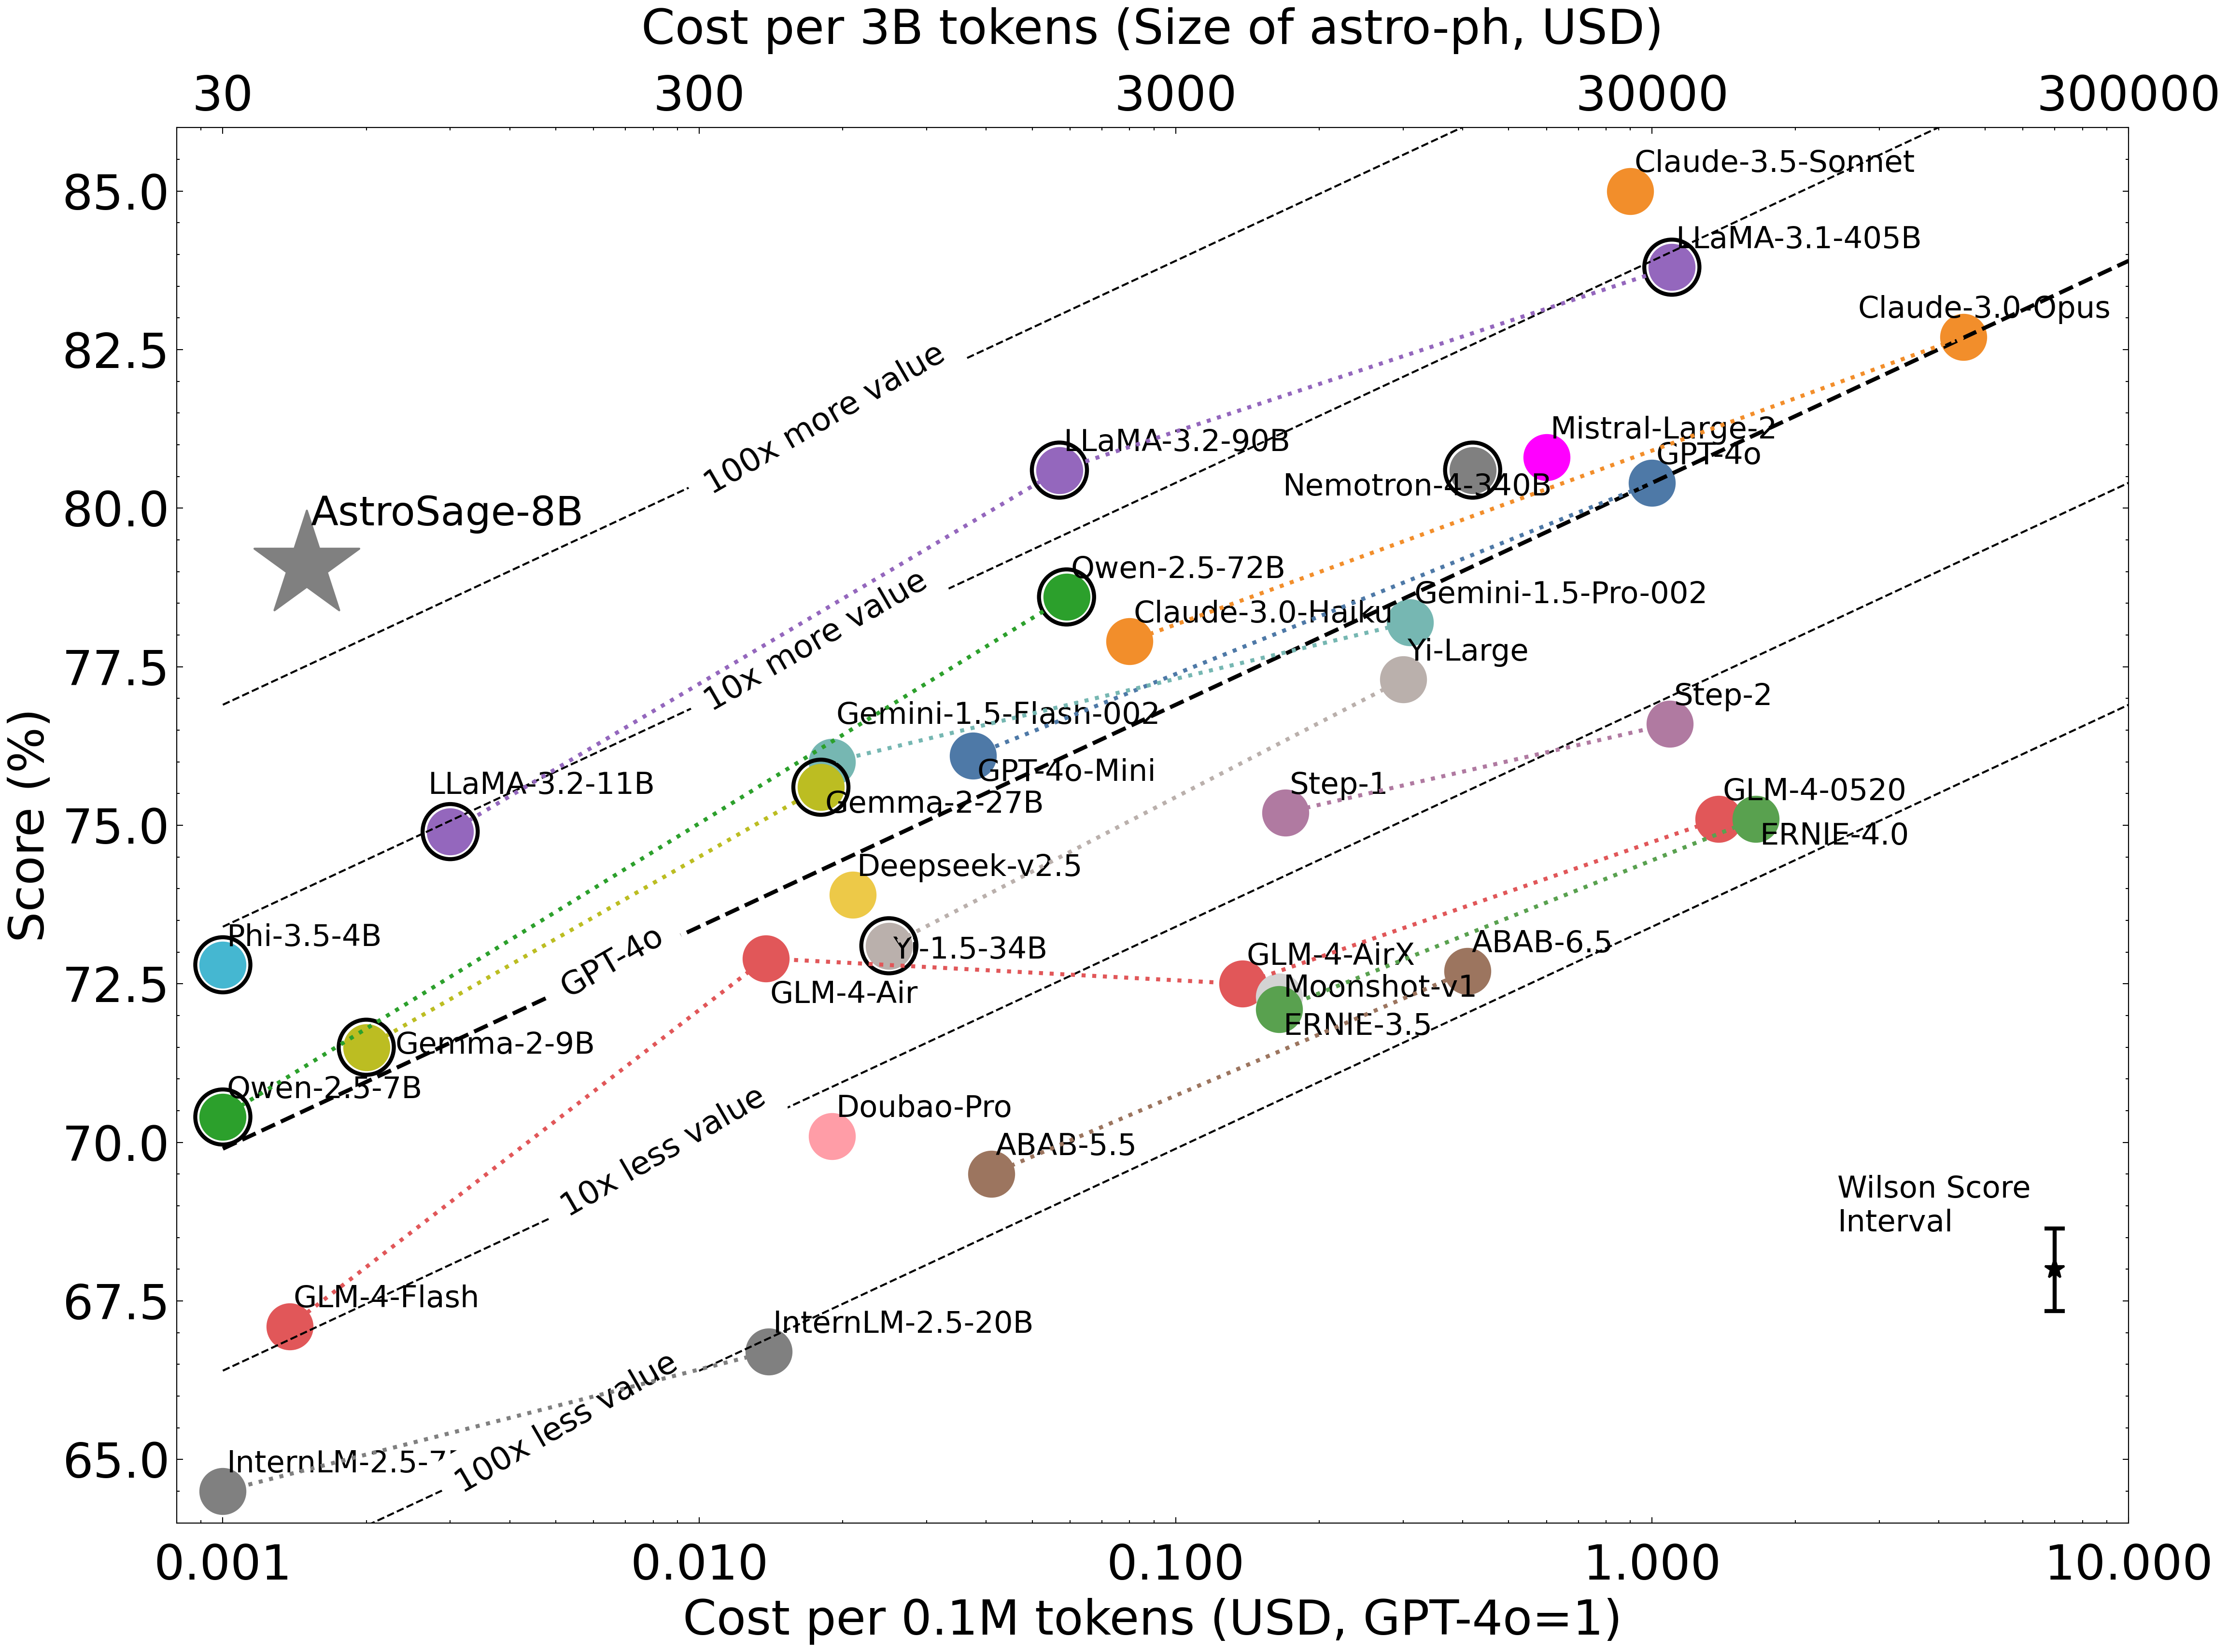 Cost per 3B tokens (Size of astro-ph, USD)
30 300 3000 30000 300000
85.0
82.5
80.0
77.5
75.0
72.5
70.0
67.5
65.0
Score (%)
Claude-3.5-Sonnet
LLaMA-3.1-405B
Claude-3.0-Opus
100x more value
LLaMA-3.2-90B
Mistral-Large-2
GPT-4o
Nemotron-4-340B
AstroSage-8B
Qwen-2.5-72B
10x more value
Claude-3.0-Haiku
Gemini-1.5-Pro-002
Yi-Large
Gemini-1.5-Flash-002
Step-2
GPT-4o-Mini
LLaMA-3.2-11B
Step-1
Gemma-2-27B
GLM-4-0520
ERNIE-4.0
Deepseek-v2.5
Phi-3.5-4B
GPT-4o
Yi-1.5-34B
GLM-4-AirX
ABAB-6.5
GLM-4-Air
Moonshot-v1
ERNIE-3.5
Gemma-2-9B
Qwen-2.5-7B
10x less value
Doubao-Pro
ABAB-5.5
Wilson Score
Interval
GLM-4-Flash
InternLM-2.5-20B
100x less value
InternLM-2.5-7
0.001 0.010 0.100 1.000 10.000
Cost per 0.1M tokens (USD, GPT-4o=1)